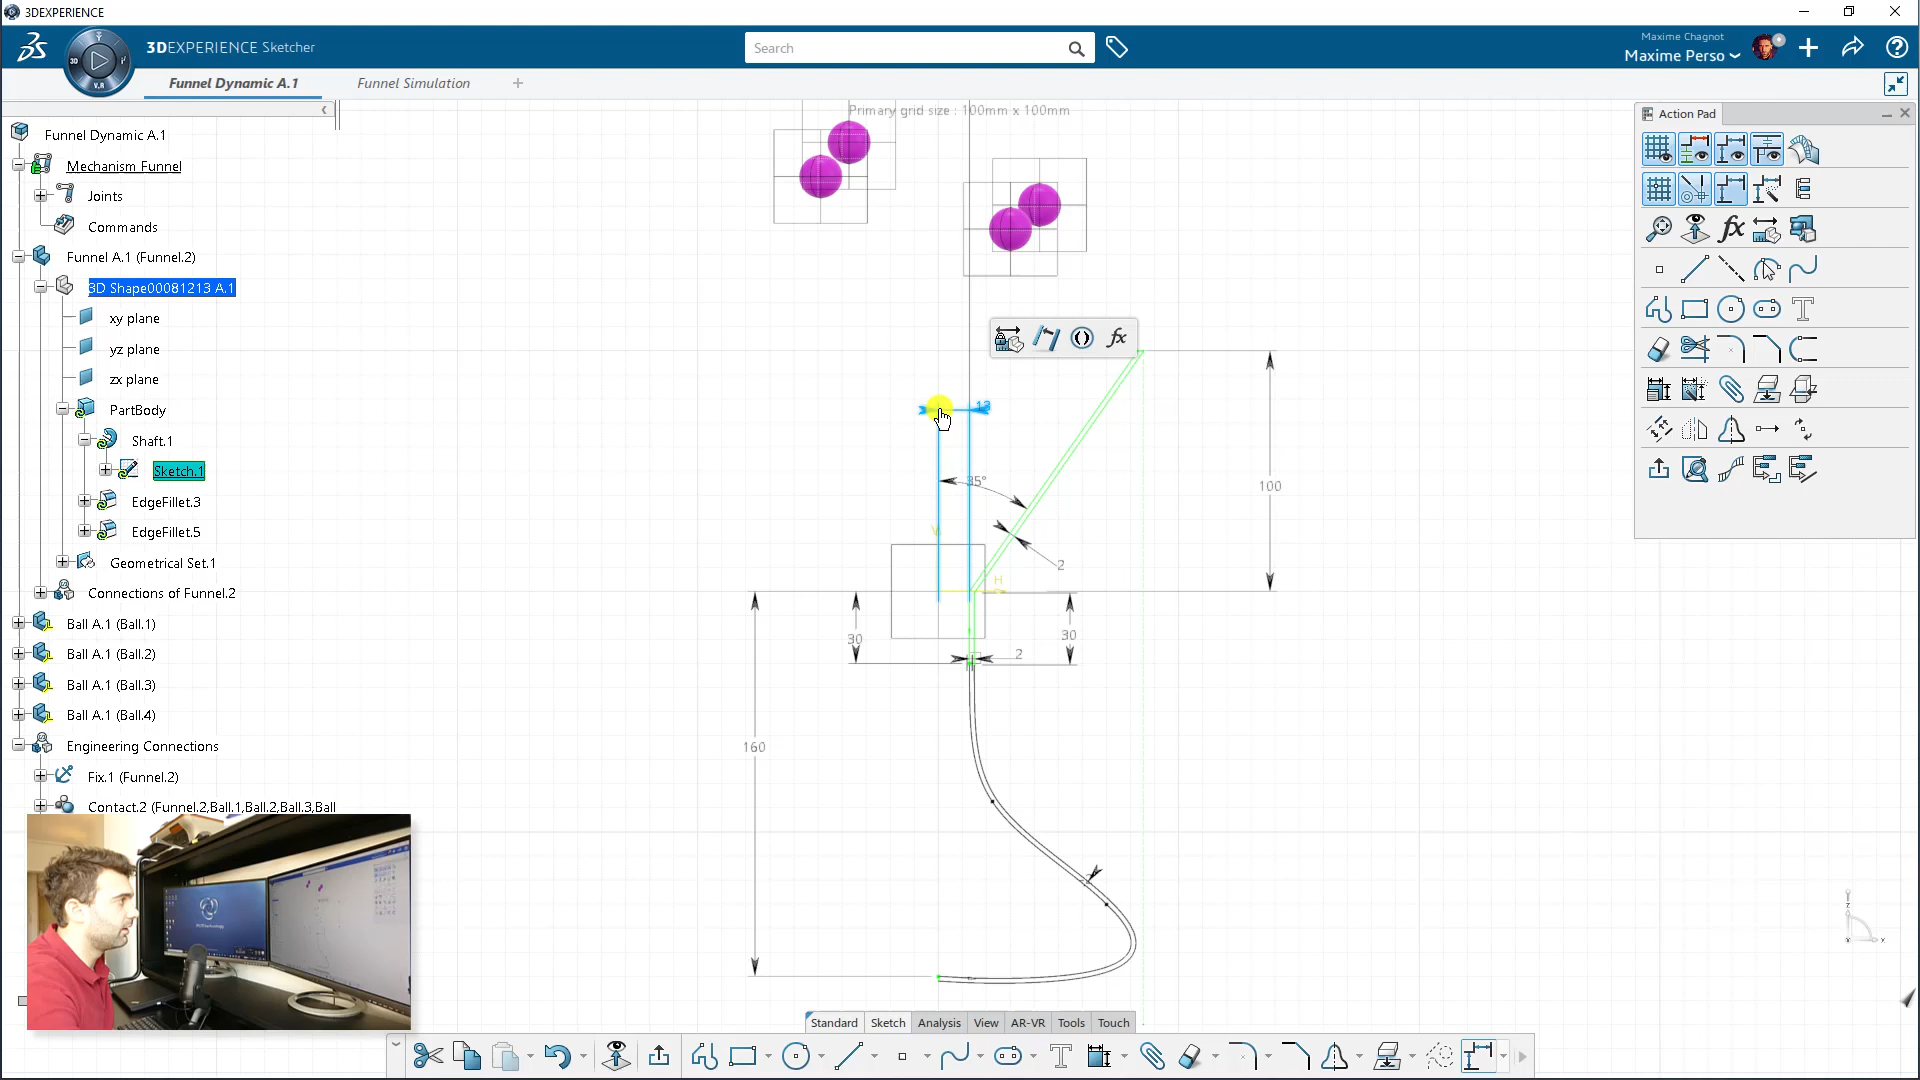 3DEXPERIENCE
3DEXPERIENCE Sketcher
Search
Maxime Chagnot
Maxime Perso
3D
V.R
Funnel Dynamic A.1
Funnel Simulation
+
Primary grid size : 100mm x 100mm
Action Pad
Funnel Dynamic A.1
Mechanism Funnel
Joints
Commands
Funnel A.1 (Funnel.2)
3D Shape00081213 A.1
xy plane
yz plane
zx plane
PartBody
Shaft.1
Sketch.1
EdgeFillet.3
EdgeFillet.5
Geometrical Set.1
Connections of Funnel.2
Ball A.1 (Ball.1)
Ball A.1 (Ball.2)
Ball A.1 (Ball.3)
Ball A.1 (Ball.4)
Engineering Connections
Fix.1 (Funnel.2)
Contact.2 (Funnel.2,Ball.1,Ball.2,Ball.3,Ball
fx
fx
13
35°
100
2
V
H
30
30
2
160
z
x
Standard
Sketch
Analysis
View
AR-VR
Tools
Touch